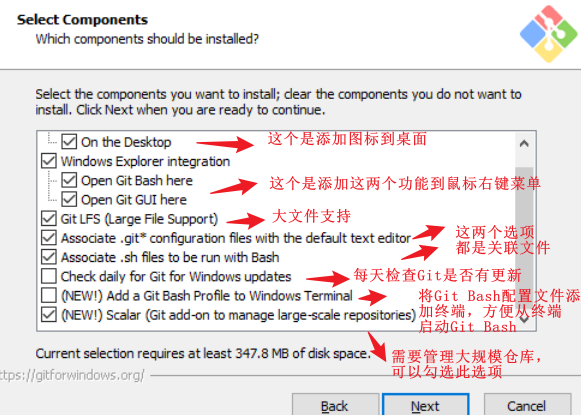 Select Components
Which components should be installed?
Select the components you want to install; clear the components you do not want to
install. Click Next when you are ready to continue.
On the Desktop
这个是添加图标到桌面
Windows Explorer integration
Open Git Bash here
这个是添加这两个功能到鼠标右键菜单
Open Git GUI here
Git LFS (Large File Support)
大文件支持
Associate .git* configuration files with the default text editor
这两个选项
都是关联文件
Associate .sh files to be run with Bash
Check daily for Git for Windows updates
每天检查Git是否有更新
(NEW!) Add a Git Bash Profile to Windows Terminal
将Git Bash配置文件添
加终端，方便从终端
启动Git Bash
(NEW!) Scalar (Git add-on to manage large-scale repositories)
Current selection requires at least 347.8 MB of disk space.
需要管理大规模仓库，
可以勾选此选项
ttps://gitforwindows.org/
Back
Next
Cancel